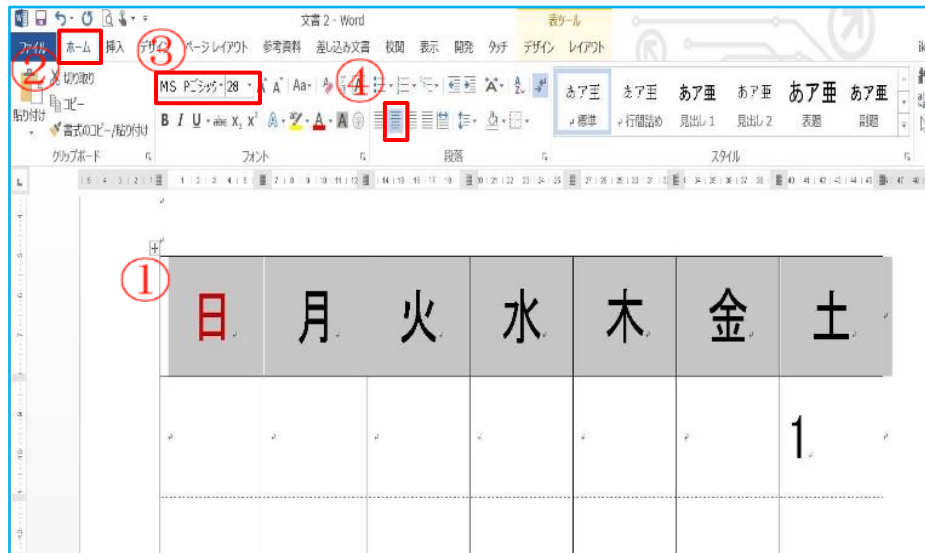 文書 2 - Word
表ツール
ファイル ホーム 挿入 デザイン ページレイアウト 参考資料 差し込み文書 校閲 表示 開発 タッチ デザイン レイアウト
② ③ ④
切り取り
コピー
書式のコピー/貼り付け
貼り付け
クリップボード
MS Pゴシック 28
Aa
B I U abc X₂ X² A A A
フォント
段落
あア亜 標準
あア亜 行間詰め
あア亜 見出し 1
あア亜 見出し 2
あア亜 表題
あア亜 副題
スタイル
①
日 月 火 水 木 金 土
1